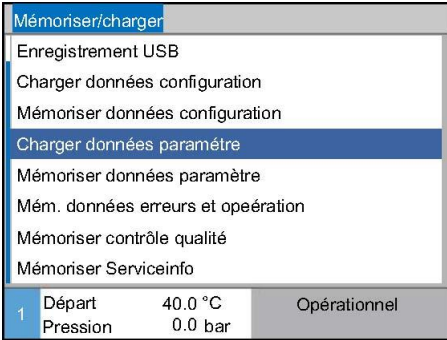 Mémoriser/charger
Enregistrement USB
Charger données configuration
Mémoriser données configuration
Charger données paramétre
Mémoriser données paramètre
Mém. données erreurs et opeération
Mémoriser contrôle qualité
Mémoriser Serviceinfo
1 Départ 40.0 °C Opérationnel
Pression 0.0 bar